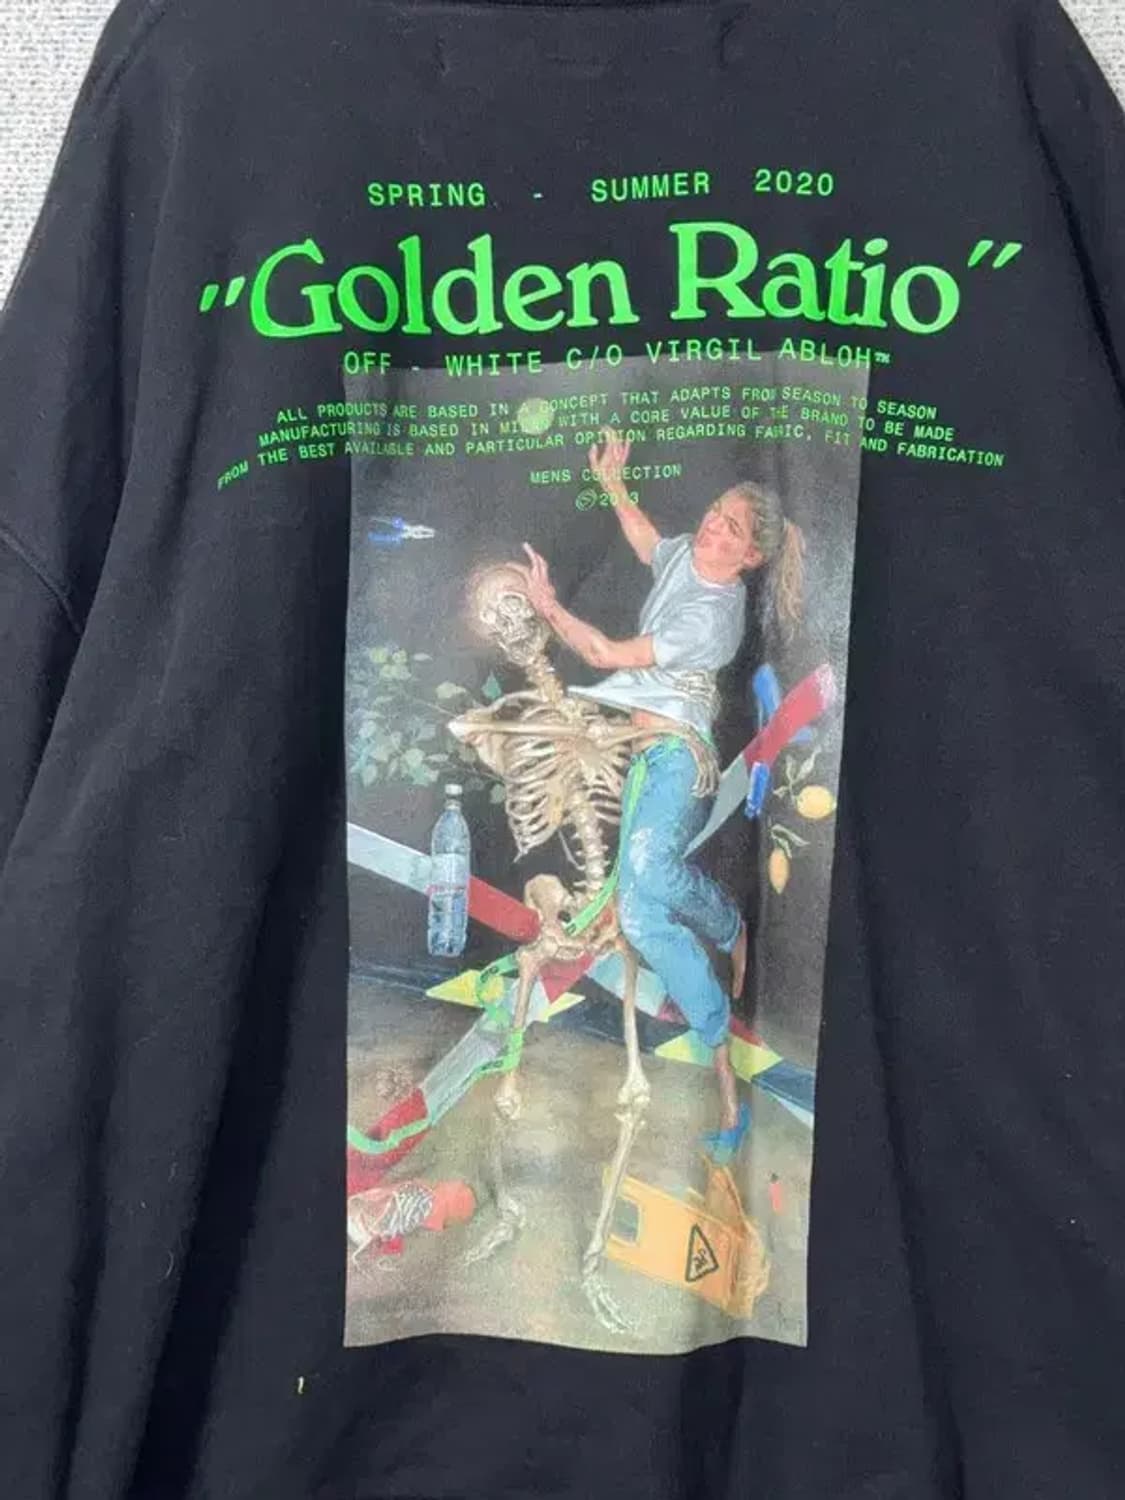 SPRING - SUMMER 2020
"Golden Ratio"
OFF - WHITE C/O VIRGIL ABLOH™
ALL PRODUCTS ARE BASED IN A CONCEPT THAT ADAPTS FROM SEASON TO SEASON
MANUFACTURING IS BASED IN MILAN WITH A CORE VALUE OF THE BRAND TO BE MADE
FROM THE BEST AVAILABLE AND PARTICULAR OPINION REGARDING FABRIC, FIT AND FABRICATION
MENS COLLECTION
2013